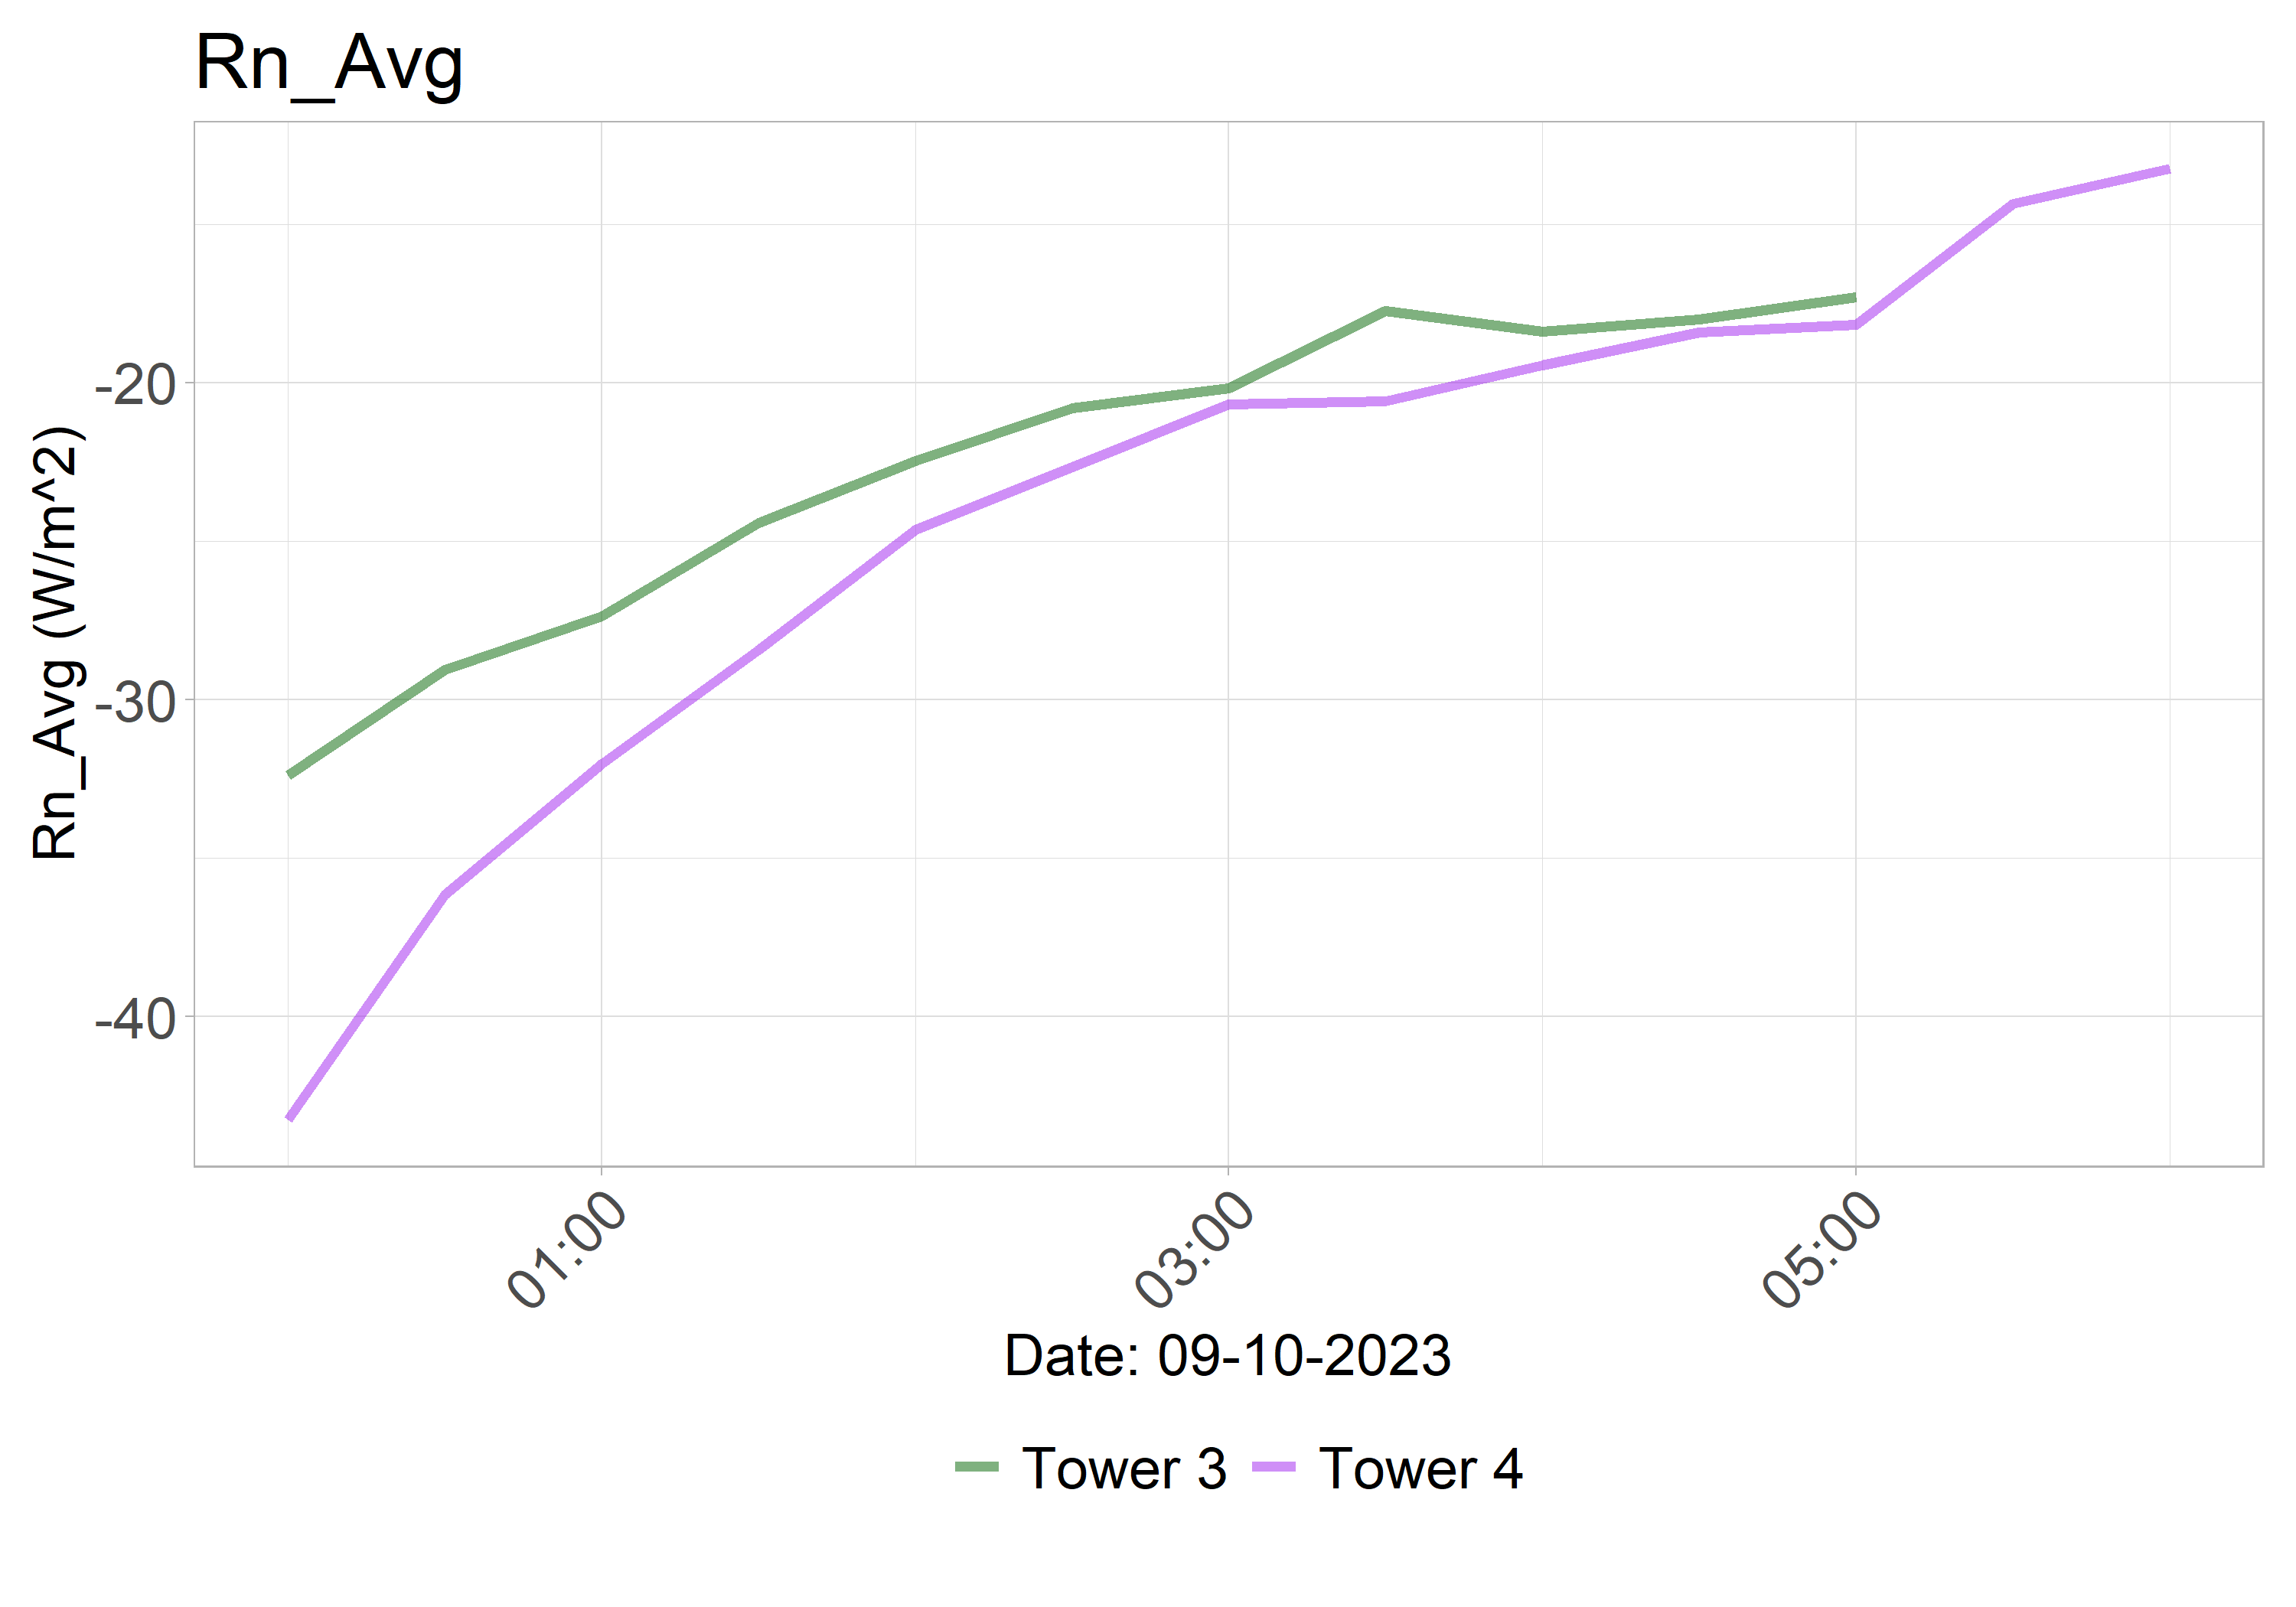 Rn_Avg
Rn_Avg (W/m^2)
-20
-30
-40
01:00
03:00
05:00
Date: 09-10-2023
Tower 3
Tower 4